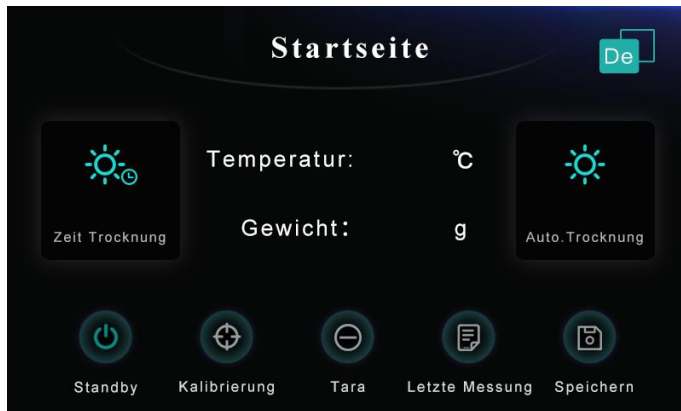 Startseite
De
Temperatur: ℃
Zeit Trocknung
Gewicht: g
Auto.Trocknung
Standby
Kalibrierung
Tara
Letzte Messung
Speichern